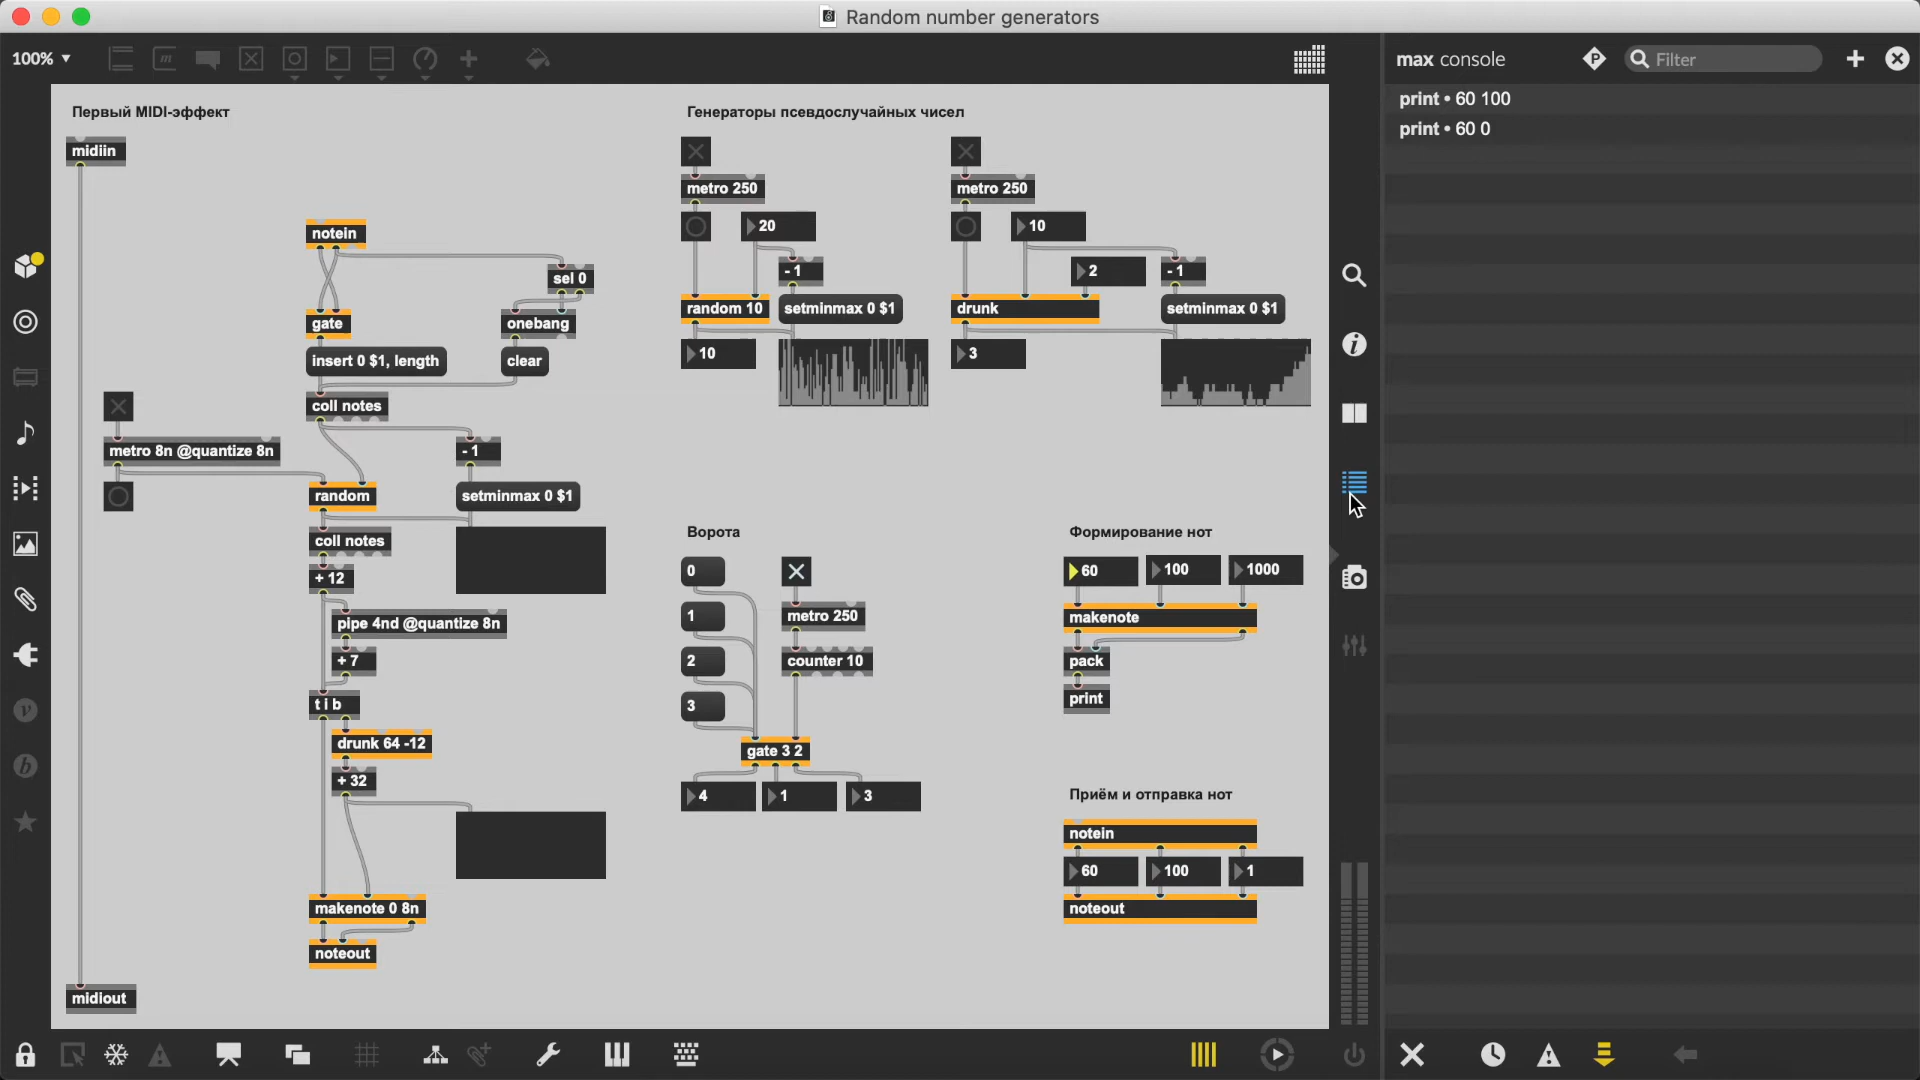 Random number generators
100%
max console
Filter
print • 60 100
print • 60 0
Первый MIDI-эффект
midiin
notein
sel 0
gate
onebang
insert 0 $1, length
clear
coll notes
metro 8n @quantize 8n
- 1
random
setminmax 0 $1
coll notes
+ 12
pipe 4nd @quantize 8n
+ 7
t i b
drunk 64 -12
+ 32
makenote 0 8n
noteout
midiout
Генераторы псевдослучайных чисел
metro 250
20
- 1
random 10
setminmax 0 $1
10
metro 250
10
2
- 1
drunk
setminmax 0 $1
3
Ворота
0
1
2
3
metro 250
counter 10
gate 3 2
4
1
3
Формирование нот
60
100
1000
makenote
pack
print
Приём и отправка нот
notein
60
100
1
noteout